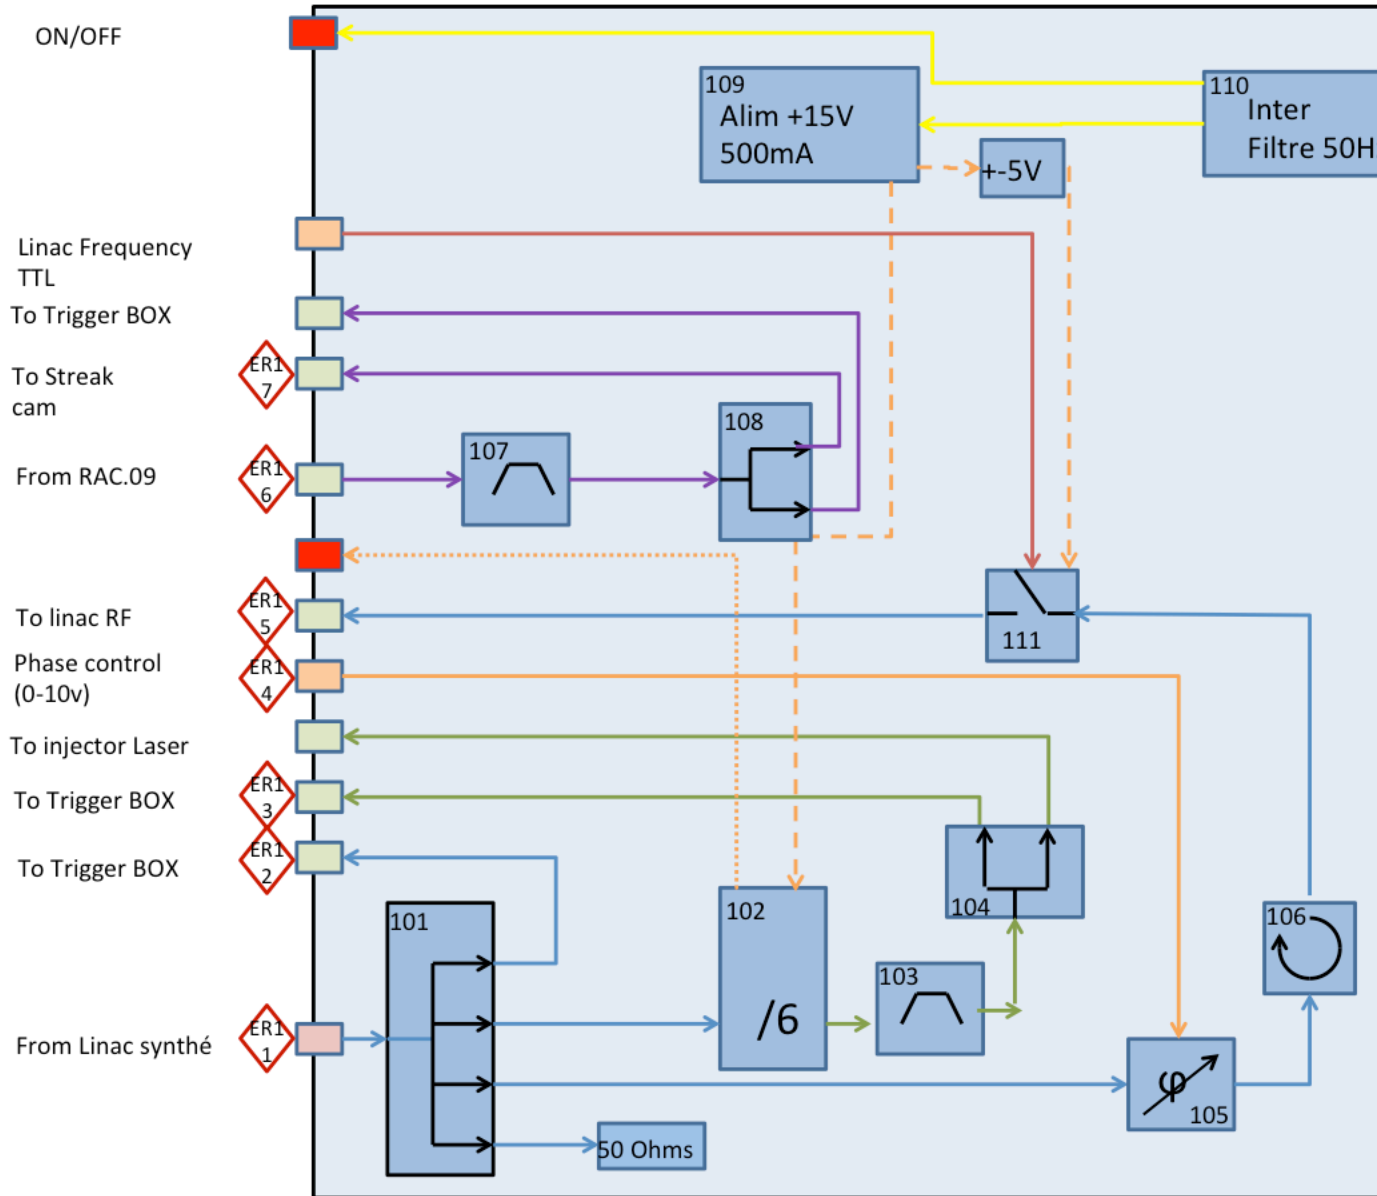 ON/OFF
109
Alim +15V
500mA
110
Inter
Filtre 50H
+-5V
Linac Frequency
TTL
To Trigger BOX
ER1
7
To Streak
cam
108
107
From RAC.09
ER1
6
To linac RF
ER1
5
111
Phase control
(0-10v)
ER1
4
To injector Laser
To Trigger BOX
ER1
3
To Trigger BOX
ER1
2
101
102
/6
103
104
106
From Linac synthé
ER1
1
φ
105
50 Ohms